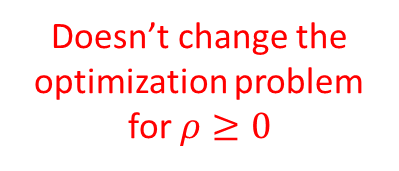 Doesn’t change the
optimization problem
for ρ ≥ 0